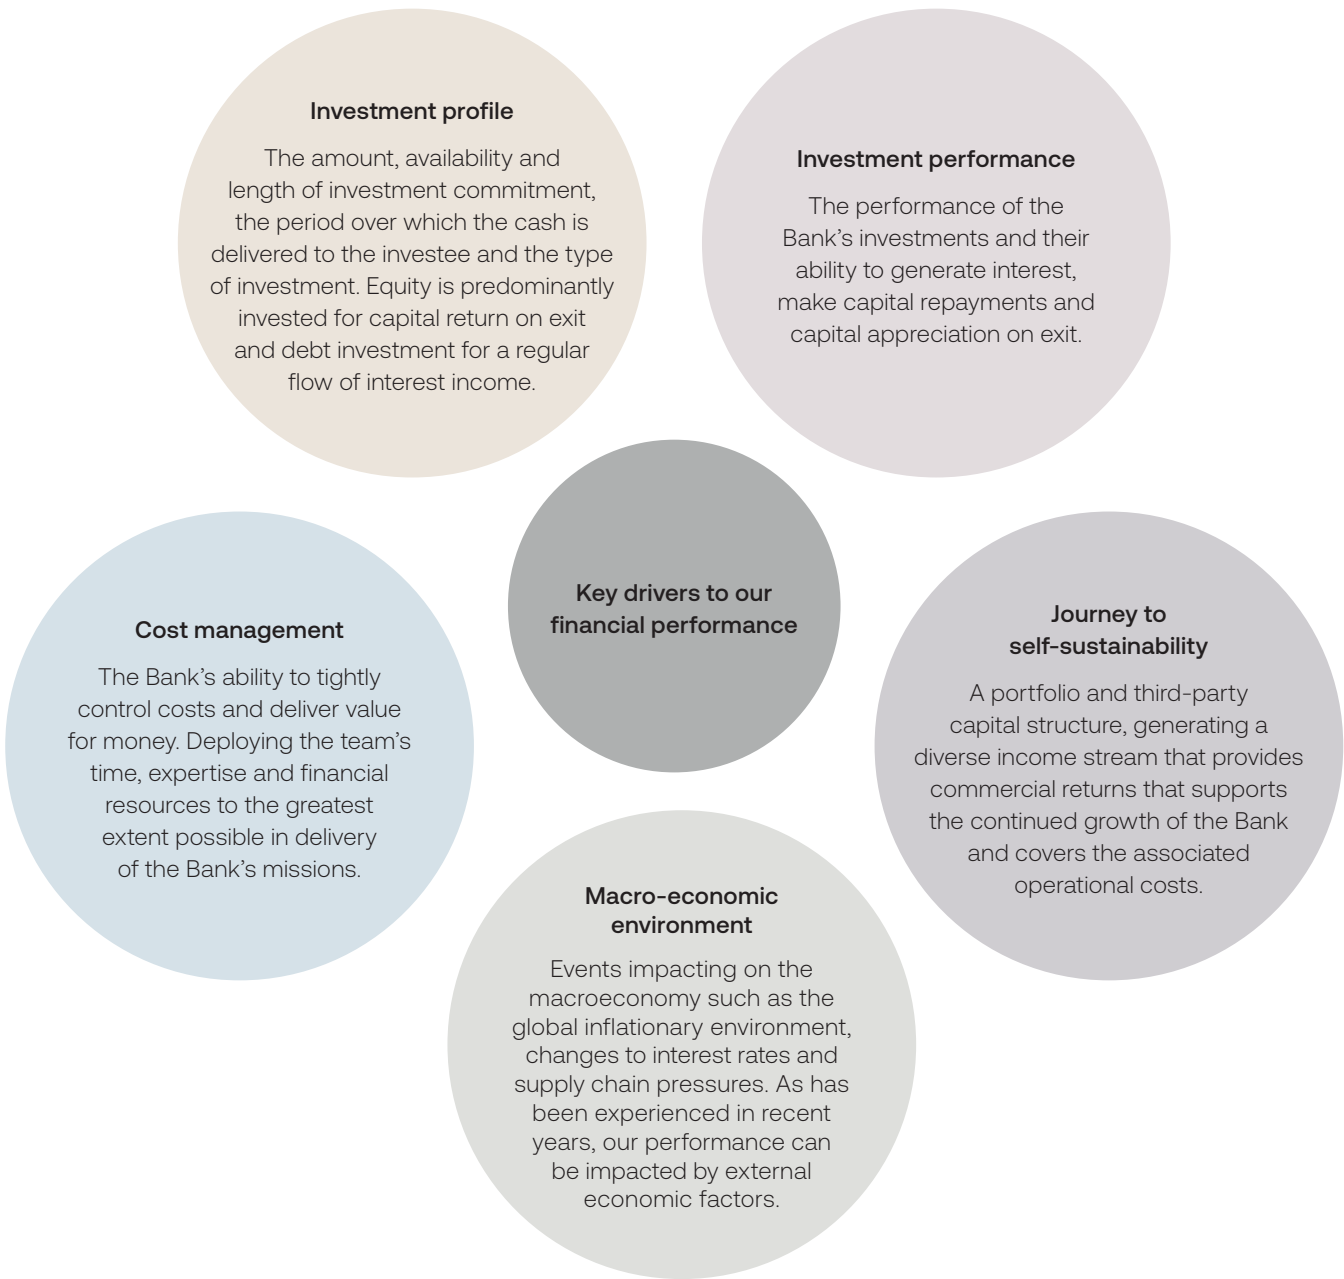 Investment profile
The amount, availability and
length of investment commitment,
the period over which the cash is
delivered to the investee and the type
of investment. Equity is predominantly
invested for capital return on exit
and debt investment for a regular
flow of interest income.
Investment performance
The performance of the
Bank’s investments and their
ability to generate interest,
make capital repayments and
capital appreciation on exit.
Key drivers to our
financial performance
Cost management
The Bank’s ability to tightly
control costs and deliver value
for money. Deploying the team’s
time, expertise and financial
resources to the greatest
extent possible in delivery
of the Bank’s missions.
Journey to
self-sustainability
A portfolio and third-party
capital structure, generating a
diverse income stream that provides
commercial returns that supports
the continued growth of the Bank
and covers the associated
operational costs.
Macro-economic
environment
Events impacting on the
macroeconomy such as the
global inflationary environment,
changes to interest rates and
supply chain pressures. As has
been experienced in recent
years, our performance can
be impacted by external
economic factors.